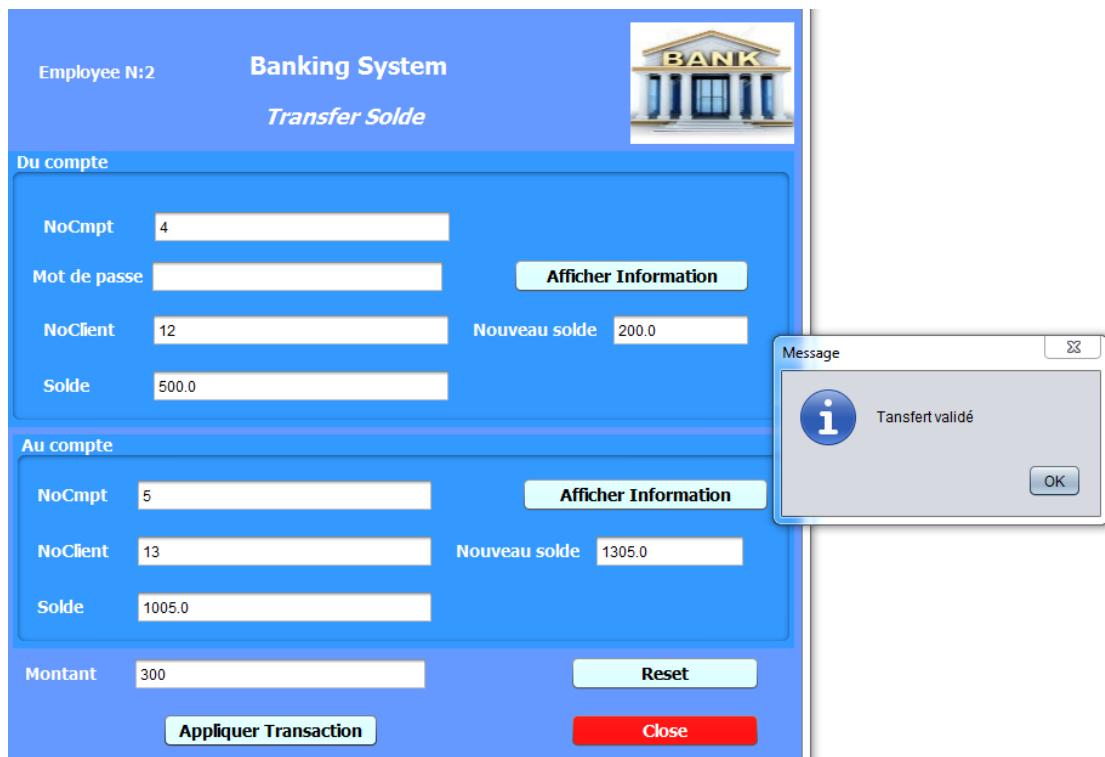 Employee N:2
Banking System
BANK
Transfer Solde
Du compte
NoCmpt 4
Mot de passe Afficher Information
NoClient 12 Nouveau solde 200.0
Solde 500.0
Message
Tansfert validé
OK
Au compte
NoCmpt 5 Afficher Information
NoClient 13 Nouveau solde 1305.0
Solde 1005.0
Montant 300 Reset
Appliquer Transaction Close